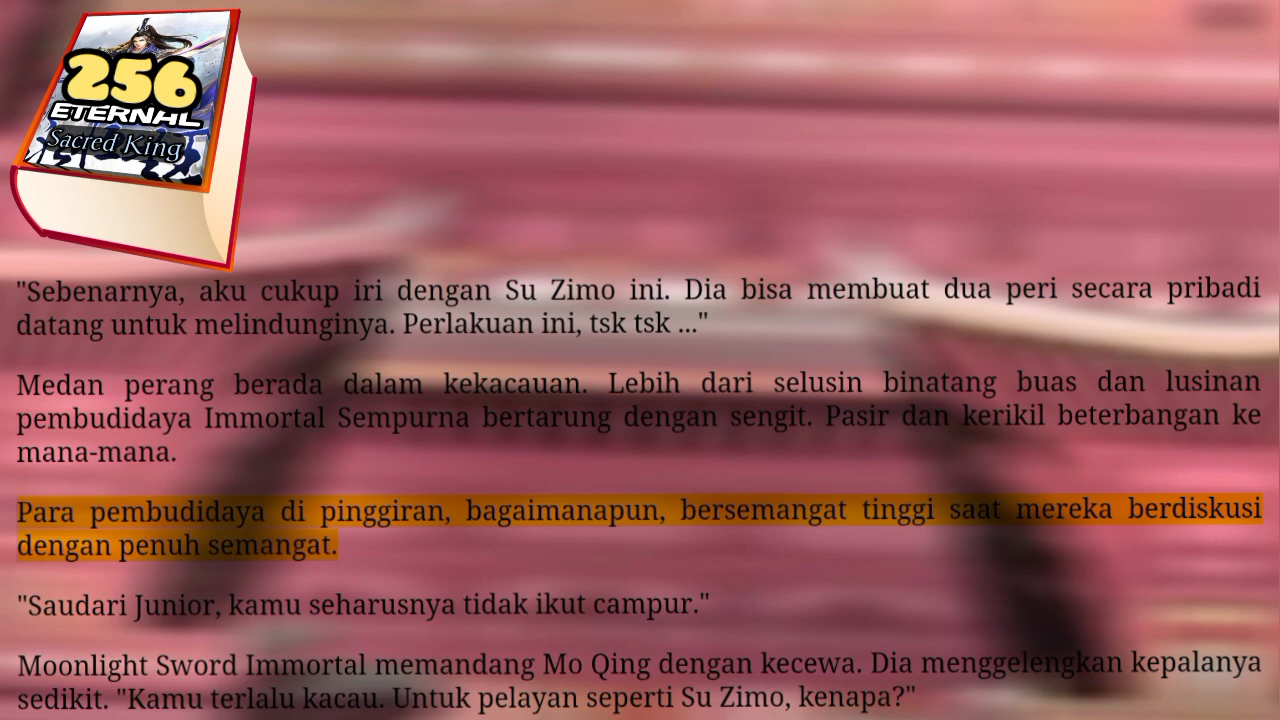 256
ETERNAL
Sacred King
"Sebenarnya, aku cukup iri dengan Su Zimo ini. Dia bisa membuat dua peri secara pribadi
datang untuk melindunginya. Perlakuan ini, tsk tsk ..."
Medan perang berada dalam kekacauan. Lebih dari selusin binatang buas dan lusinan
pembudidaya Immortal Sempurna bertarung dengan sengit. Pasir dan kerikil beterbangan ke
mana-mana.
Para pembudidaya di pinggiran, bagaimanapun, bersemangat tinggi saat mereka berdiskusi
dengan penuh semangat.
"Saudari Junior, kamu seharusnya tidak ikut campur."
Moonlight Sword Immortal memandang Mo Qing dengan kecewa. Dia menggelengkan kepalanya
sedikit. "Kamu terlalu kacau. Untuk pelayan seperti Su Zimo, kenapa?"